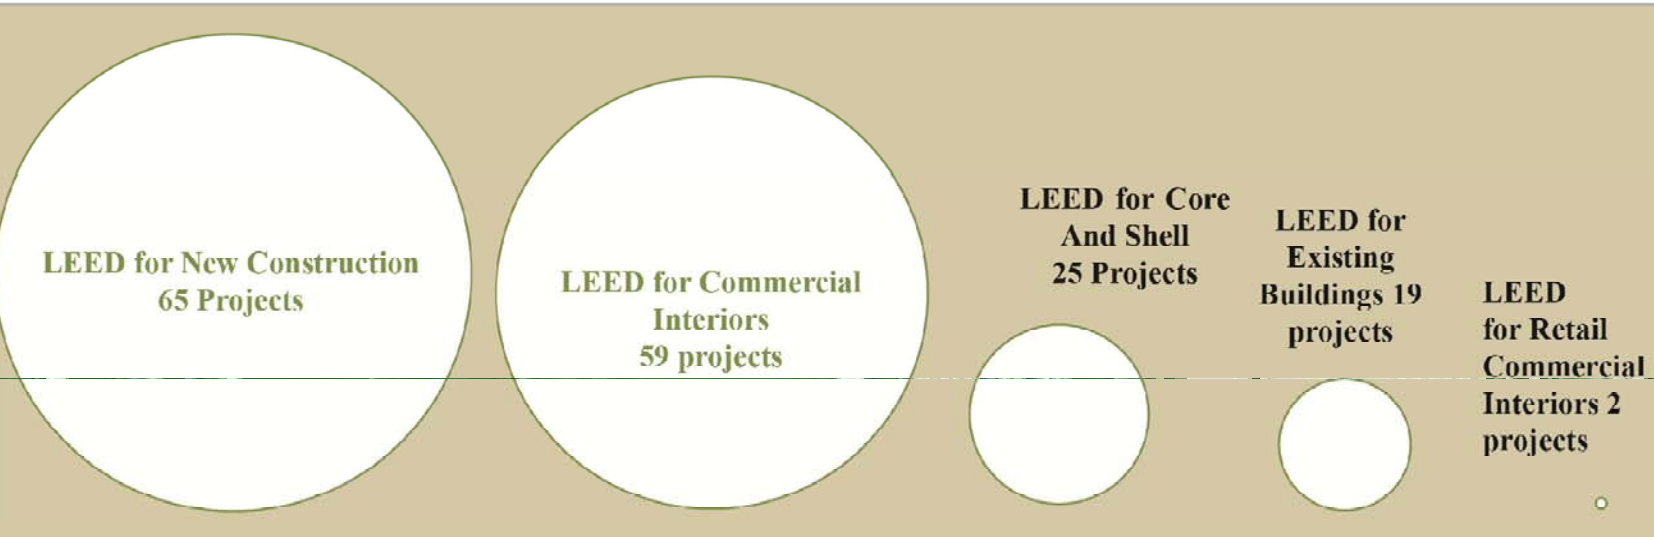 LEED for New Construction
65 Projects
LEED for Commercial
Interiors
59 projects
LEED for Core
And Shell
25 Projects
LEED for
Existing
Buildings 19
projects
LEED
for Retail
Commercial
Interiors 2
projects